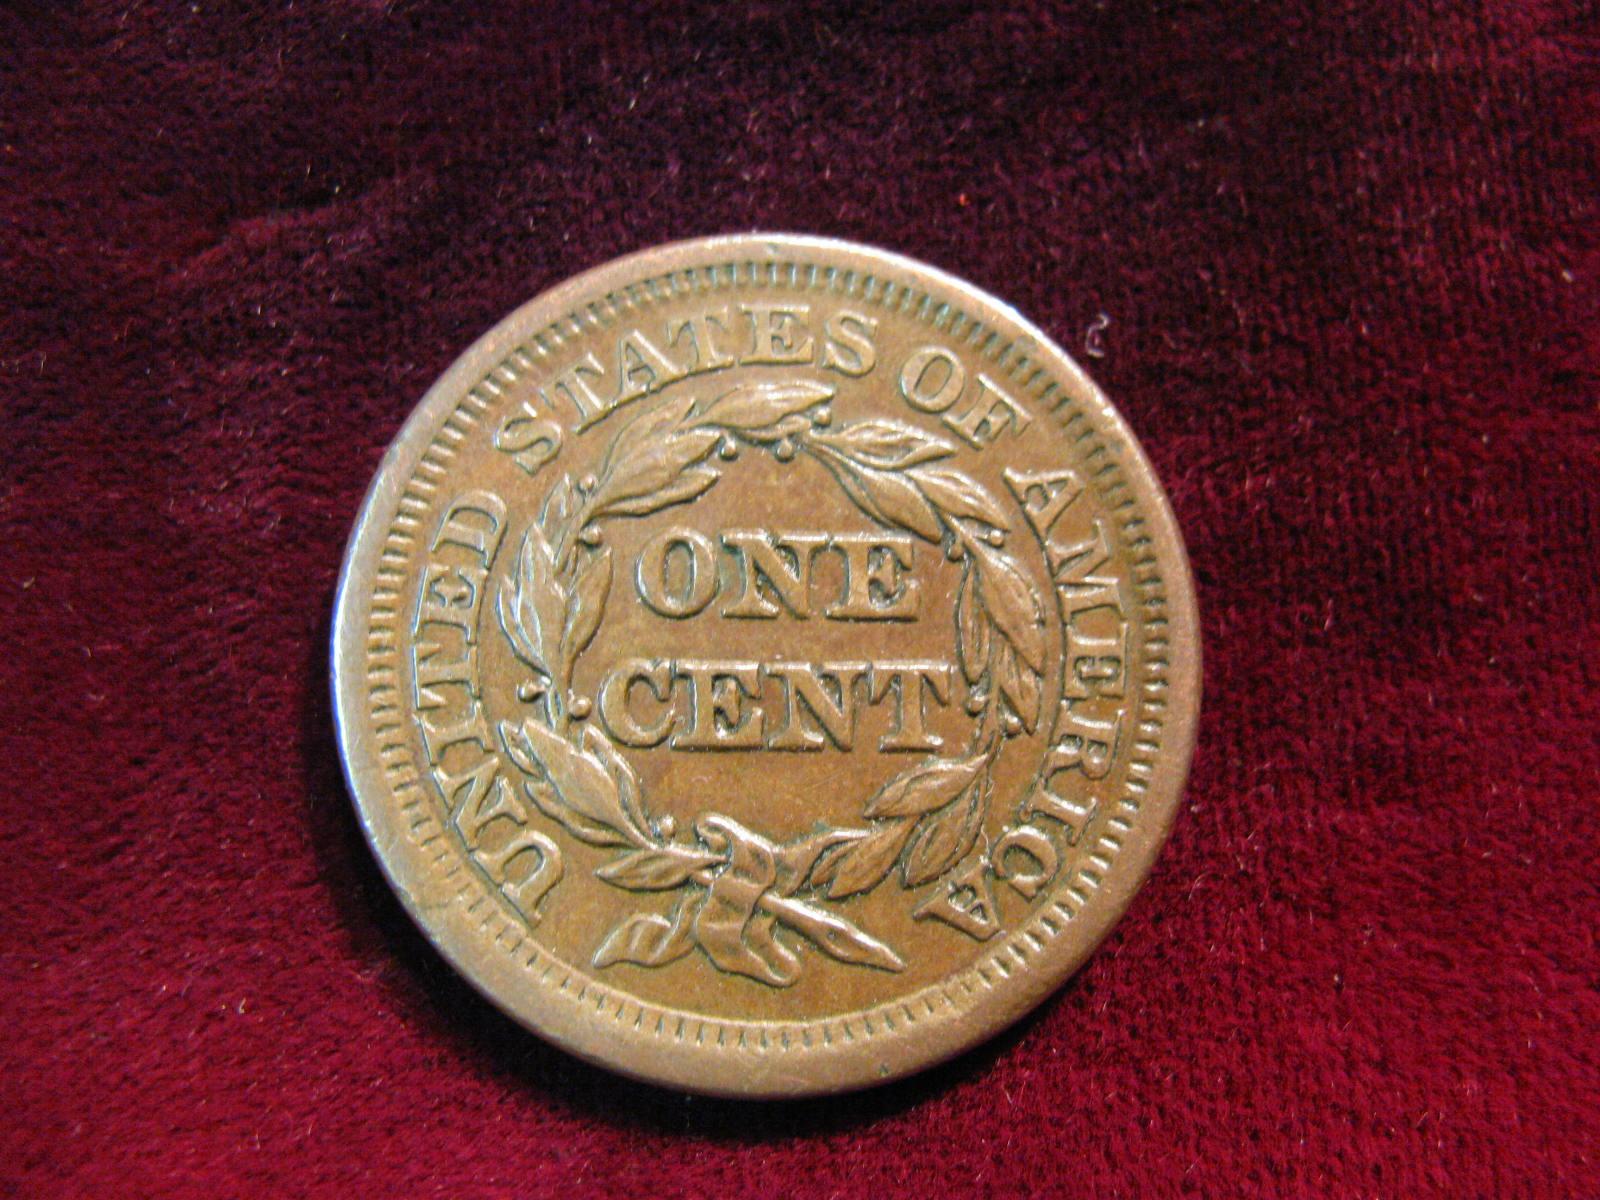 UNITED STATES OF AMERICA
ONE
CENT